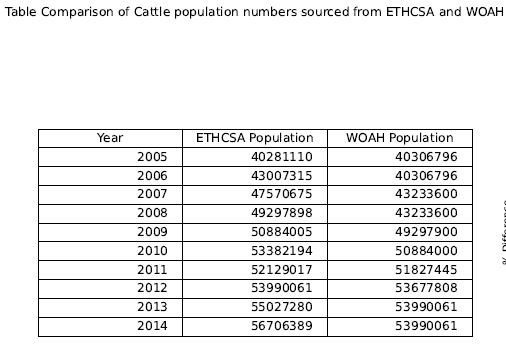 Table Comparison of Cattle population numbers sourced from ETHCSA and WOAH
Year ETHCSA Population WOAH Population
2005 40281110 40306796
2006 43007315 40306796
2007 47570675 43233600
2008 49297898 43233600
2009 50884005 49297900
2010 53382194 50884000
2011 52129017 51827445
2012 53990061 53677808
2013 55027280 53990061
2014 56706389 53990061